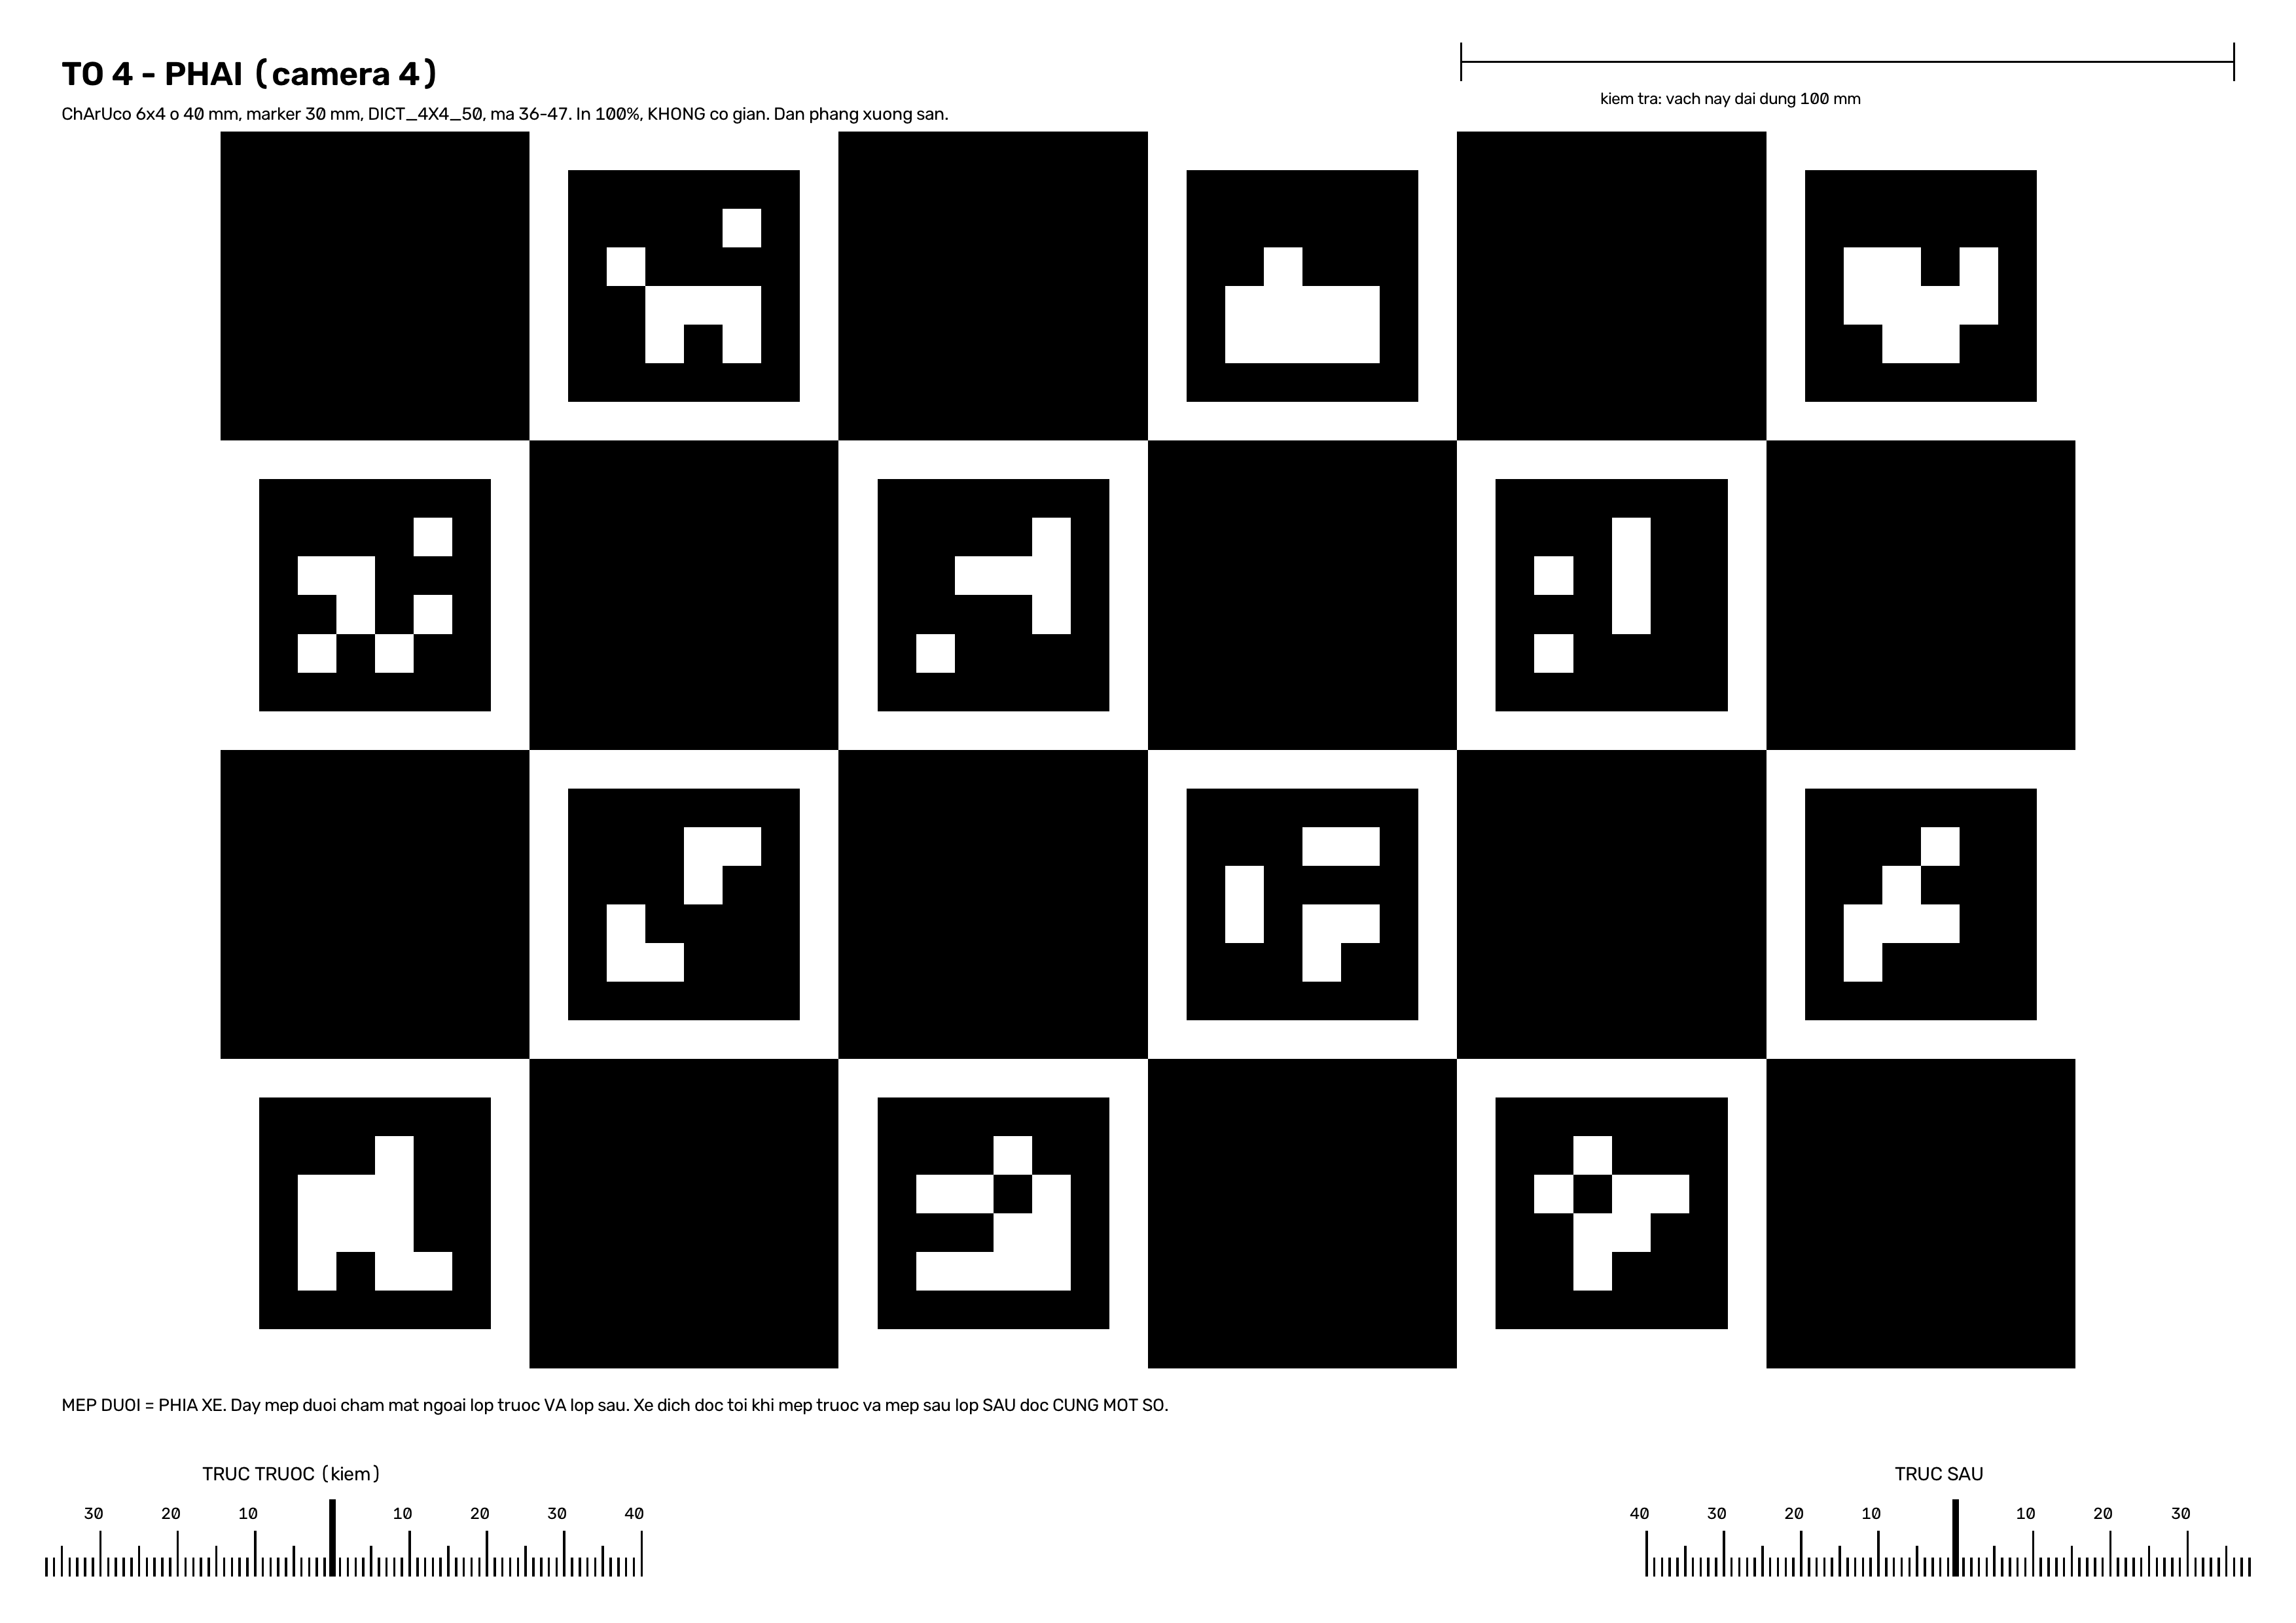 TO 4 - PHAI (camera 4)
ChArUco 6x4 o 40 mm, marker 30 mm, DICT_4X4_50, ma 36-47. In 100%, KHONG co gian. Dan phang xuong san.
kiem tra: vach nay dai dung 100 mm
MEP DUOI = PHIA XE. Day mep duoi cham mat ngoai lop truoc VA lop sau. Xe dich doc toi khi mep truoc va mep sau lop SAU doc CUNG MOT SO.
TRUC TRUOC (kiem)
30 20 10 10 20 30 40
TRUC SAU
40 30 20 10 10 20 30